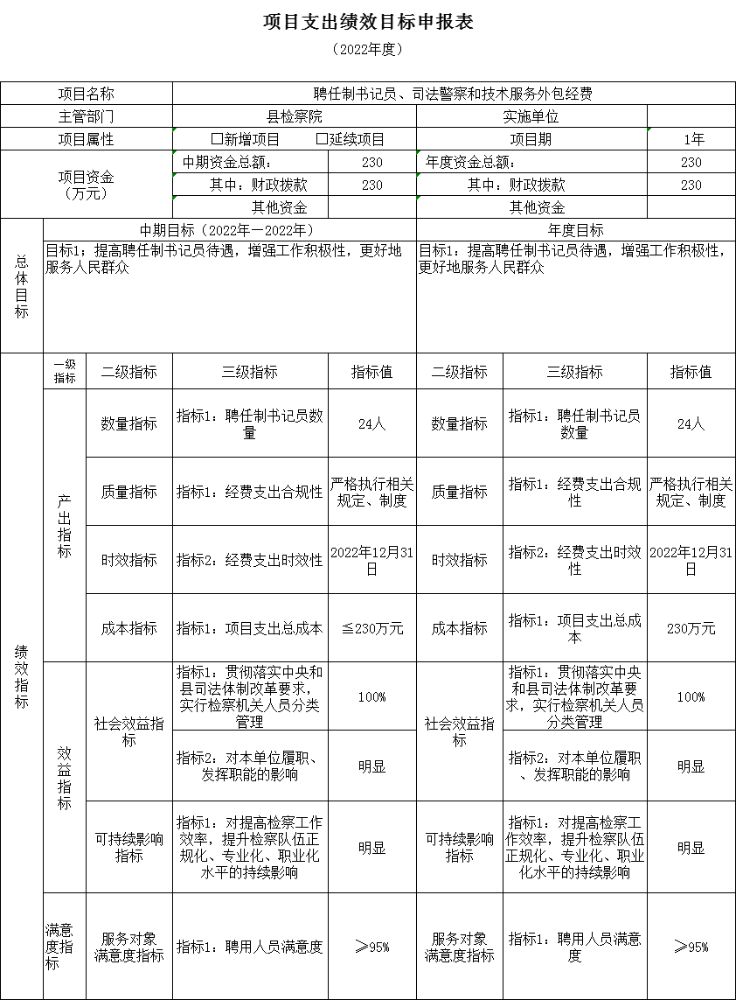 项目支出绩效目标申报表
（2022年度）
项目名称 聘任制书记员、司法警察和技术服务外包经费
主管部门 县检察院 实施单位
项目属性 □新增项目 □延续项目 项目期 1年
项目资金
（万元）
中期资金总额： 230 年度资金总额： 230
其中：财政拨款 230 其中：财政拨款 230
其他资金 其他资金
总体目标
中期目标（2022年—2022年） 年度目标
目标1；提高聘任制书记员待遇，增强工作积极性，更好地
服务人民群众
目标1：提高聘任制书记员待遇，增强工作积极性，
更好地服务人民群众
绩效指标
一级
指标
二级指标 三级指标 指标值 二级指标 三级指标 指标值
产出指标
数量指标
指标1：聘任制书记员数
量
24人
数量指标
指标1：聘任制书记员
数量
24人
质量指标
指标1：经费支出合规性
严格执行相关
规定、制度
质量指标
指标1：经费支出合规
性
严格执行相关
规定、制度
时效指标
指标2：经费支出时效性
2022年12月31
日
时效指标
指标2：经费支出时效
性
2022年12月31
日
成本指标
指标1：项目支出总成本
≦230万元
成本指标
指标1：项目支出总成
本
230万元
效益指标
社会效益指
标
指标1：贯彻落实中央和
县司法体制改革要求，
实行检察机关人员分类
管理
100%
社会效益指
标
指标1：贯彻落实中央
和县司法体制改革要
求，实行检察机关人员
分类管理
100%
指标2：对本单位履职、
发挥职能的影响
明显
指标2：对本单位履职
、发挥职能的影响
明显
可持续影响
指标
指标1：对提高检察工作
效率，提升检察队伍正
规化、专业化、职业化
水平的持续影响
明显
可持续影响
指标
指标1：对提高检察工
作效率，提升检察队伍
正规化、专业化、职业
化水平的持续影响
明显
满意
度指
标
服务对象
满意度指标
指标1：聘用人员满意度
≥95%
服务对象
满意度指标
指标1：聘用人员满意
度
≥95%